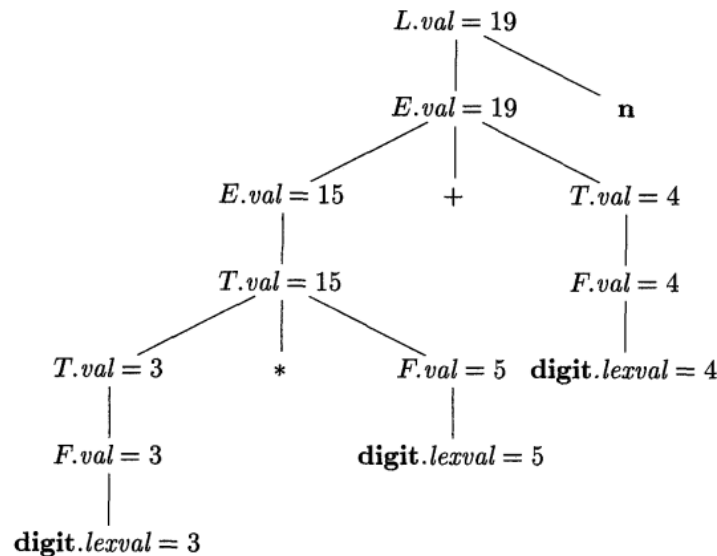 L.val = 19
E.val = 19 n
E.val = 15 + T.val = 4
T.val = 15 F.val = 4
T.val = 3 * F.val = 5 digit.lexval = 4
F.val = 3 digit.lexval = 5
digit.lexval = 3